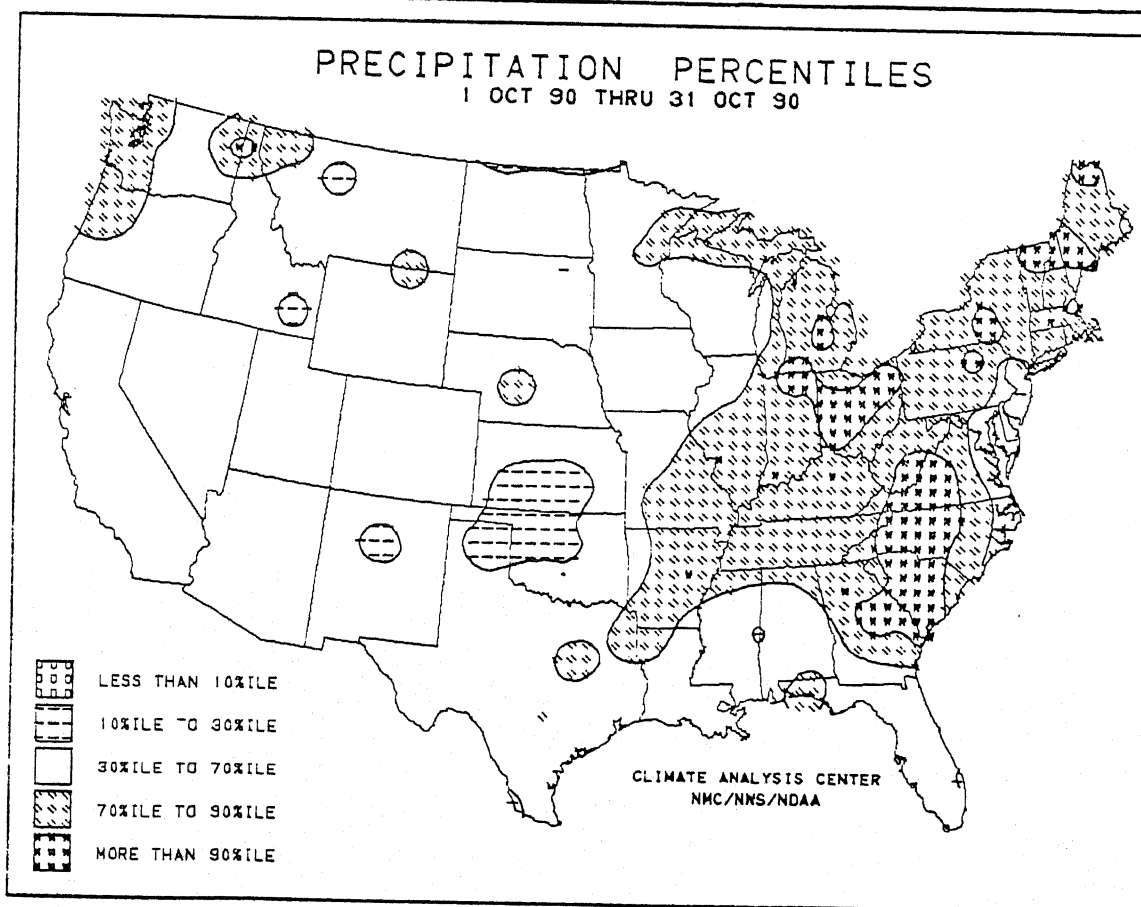 PRECIPITATION PERCENTILES
1 OCT 90 THRU 31 OCT 90
LESS THAN 10%ILE
10%ILE TO 30%ILE
30%ILE TO 70%ILE
70%ILE TO 90%ILE
MORE THAN 90%ILE
CLIMATE ANALYSIS CENTER
NMC/NWS/NOAA